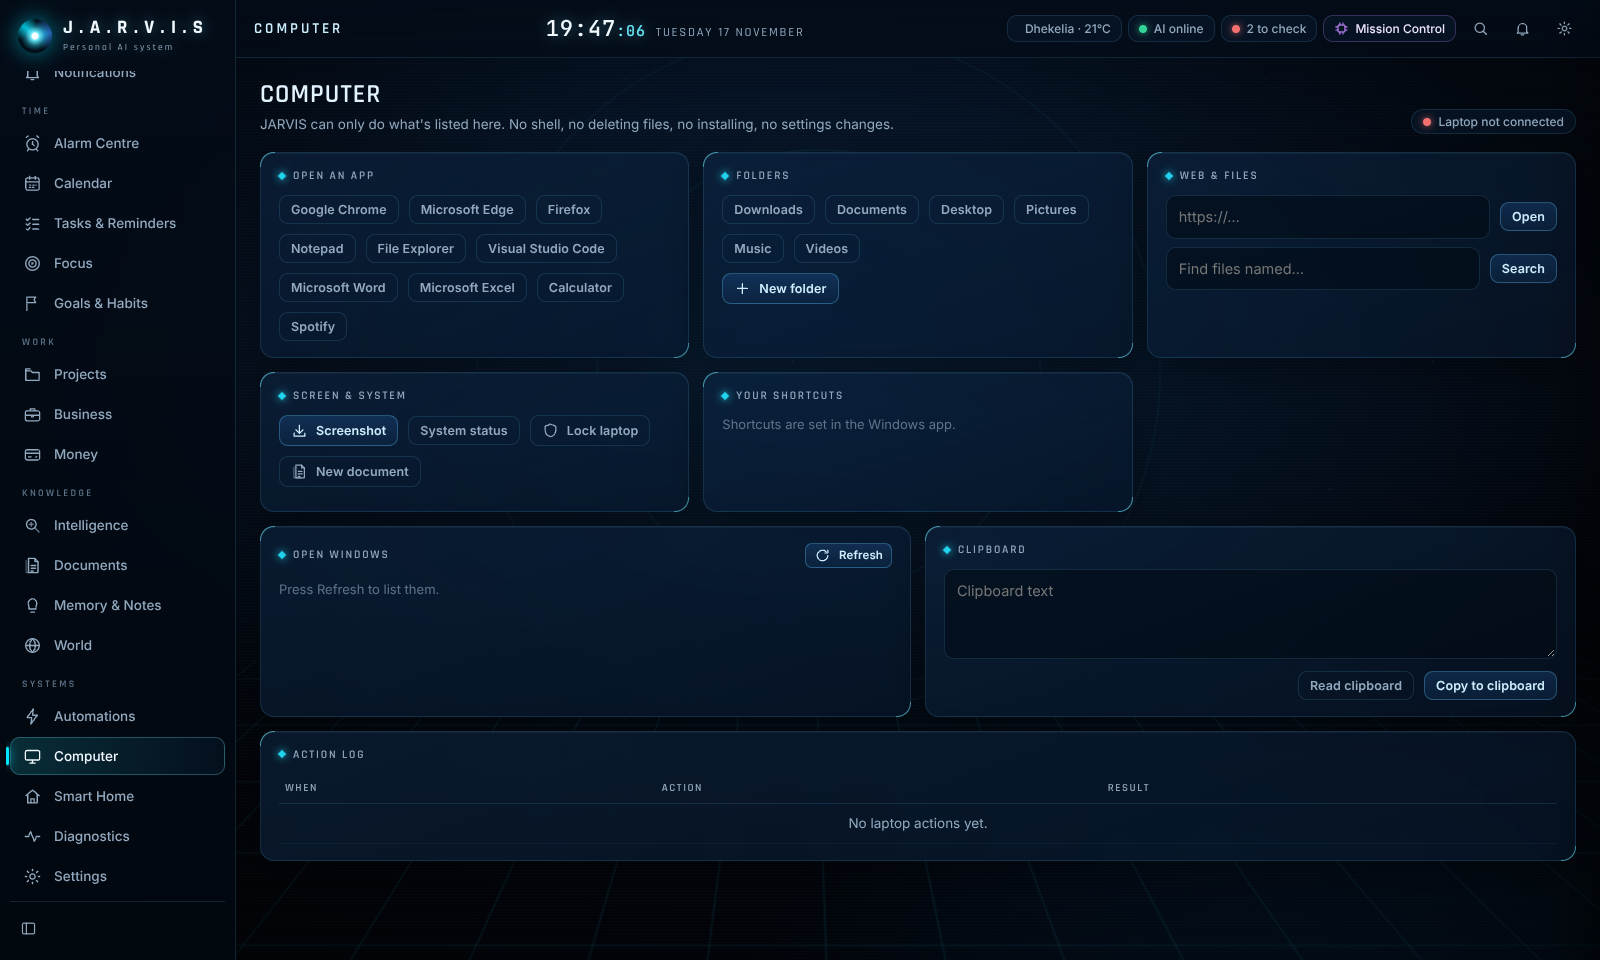 J.A.R.V.I.S
Personal AI system
Notifications
TIME
Alarm Centre
Calendar
Tasks & Reminders
Focus
Goals & Habits
WORK
Projects
Business
Money
KNOWLEDGE
Intelligence
Documents
Memory & Notes
World
SYSTEMS
Automations
Computer
Smart Home
Diagnostics
Settings
COMPUTER
19:47:06 TUESDAY 17 NOVEMBER
Dhekelia · 21°C
AI online
2 to check
Mission Control
COMPUTER
JARVIS can only do what's listed here. No shell, no deleting files, no installing, no settings changes.
Laptop not connected
OPEN AN APP
Google Chrome Microsoft Edge Firefox
Notepad File Explorer Visual Studio Code
Microsoft Word Microsoft Excel Calculator
Spotify
FOLDERS
Downloads Documents Desktop Pictures
Music Videos
New folder
WEB & FILES
https://... Open
Find files named... Search
SCREEN & SYSTEM
Screenshot System status Lock laptop
New document
YOUR SHORTCUTS
Shortcuts are set in the Windows app.
OPEN WINDOWS
Refresh
Press Refresh to list them.
CLIPBOARD
Clipboard text
Read clipboard Copy to clipboard
ACTION LOG
WHEN ACTION RESULT
No laptop actions yet.